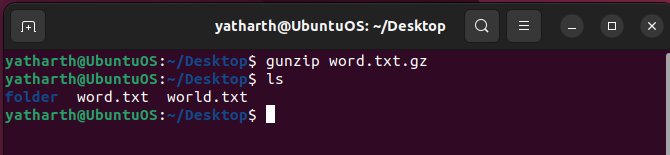 yatharth@UbuntuOS: ~/Desktop
yatharth@UbuntuOS:~/Desktop$ gunzip word.txt.gz
yatharth@UbuntuOS:~/Desktop$ ls
folder  word.txt  world.txt
yatharth@UbuntuOS:~/Desktop$